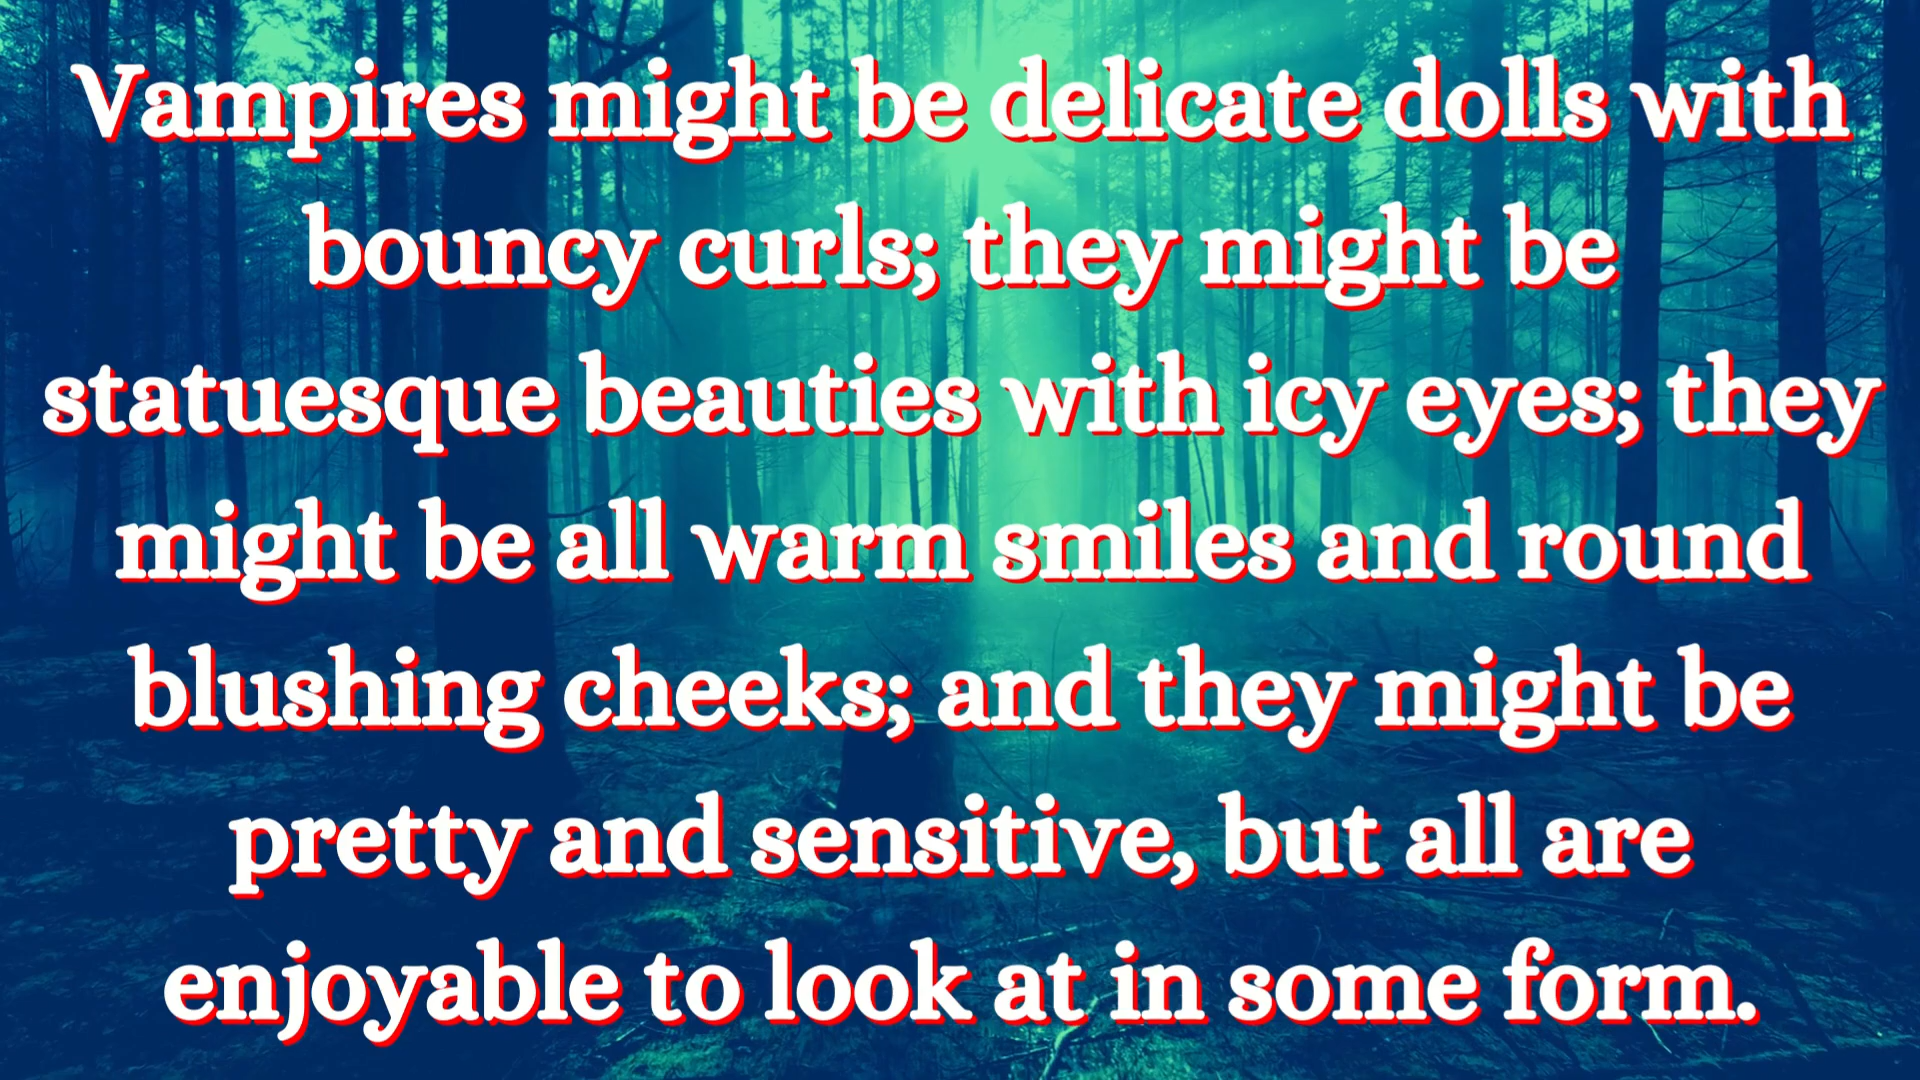 Vampires might be delicate dolls with
bouncy curls; they might be
statuesque beauties with icy eyes; they
might be all warm smiles and round
blushing cheeks; and they might be
pretty and sensitive, but all are
enjoyable to look at in some form.